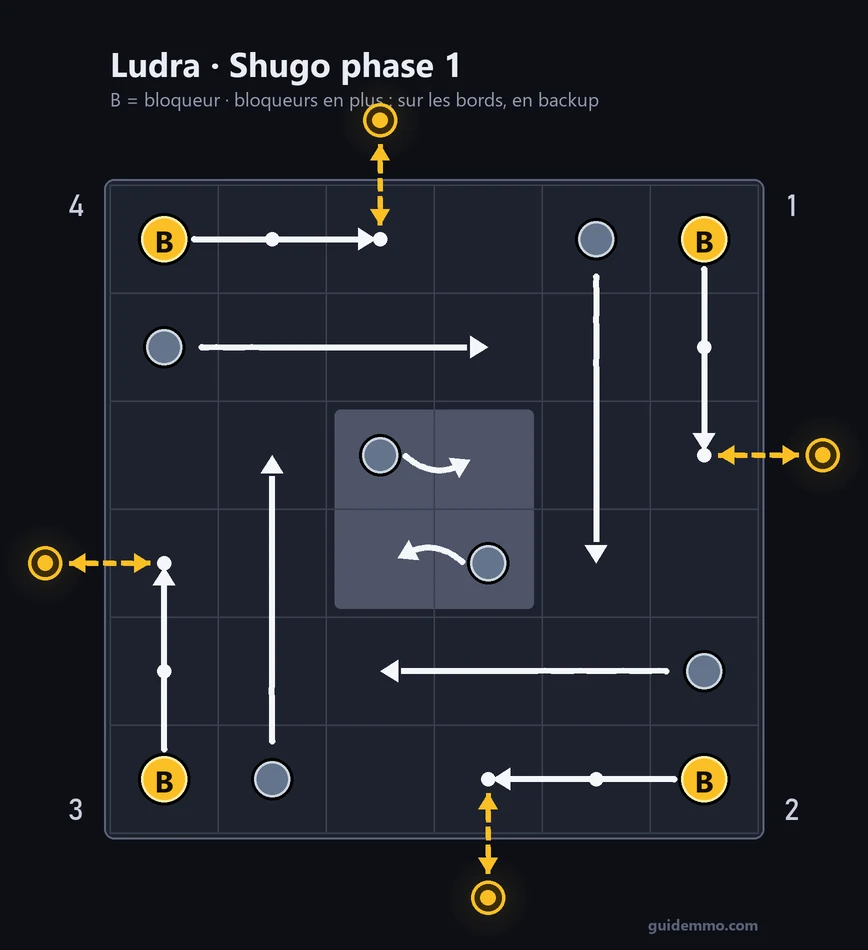 Ludra · Shugo phase 1
B = bloqueur · bloqueurs en plus : sur les bords, en backup
4
1
B
B
3
2
B
B
guidemmo.com